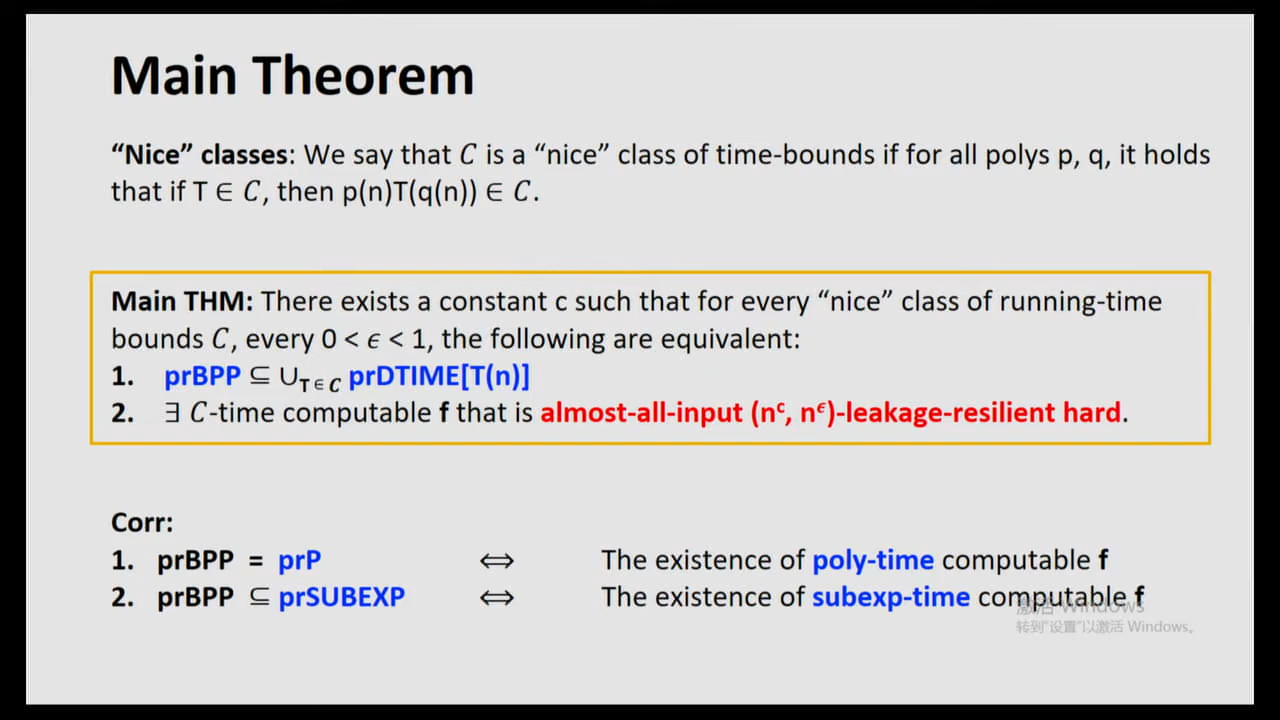 Main Theorem
“Nice” classes: We say that C is a “nice” class of time-bounds if for all polys p, q, it holds
that if T ∈ C, then p(n)T(q(n)) ∈ C.
Main THM: There exists a constant c such that for every “nice” class of running-time
bounds C, every 0 < ϵ < 1, the following are equivalent:
1. prBPP ⊆ ∪T ∈ C prDTIME[T(n)]
2. ∃ C-time computable f that is almost-all-input (nᶜ, nᵋ)-leakage-resilient hard.
Corr:
1. prBPP = prP ⟺ The existence of poly-time computable f
2. prBPP ⊆ prSUBEXP ⟺ The existence of subexp-time computable f
激活 Windows
转到“设置”以激活 Windows。